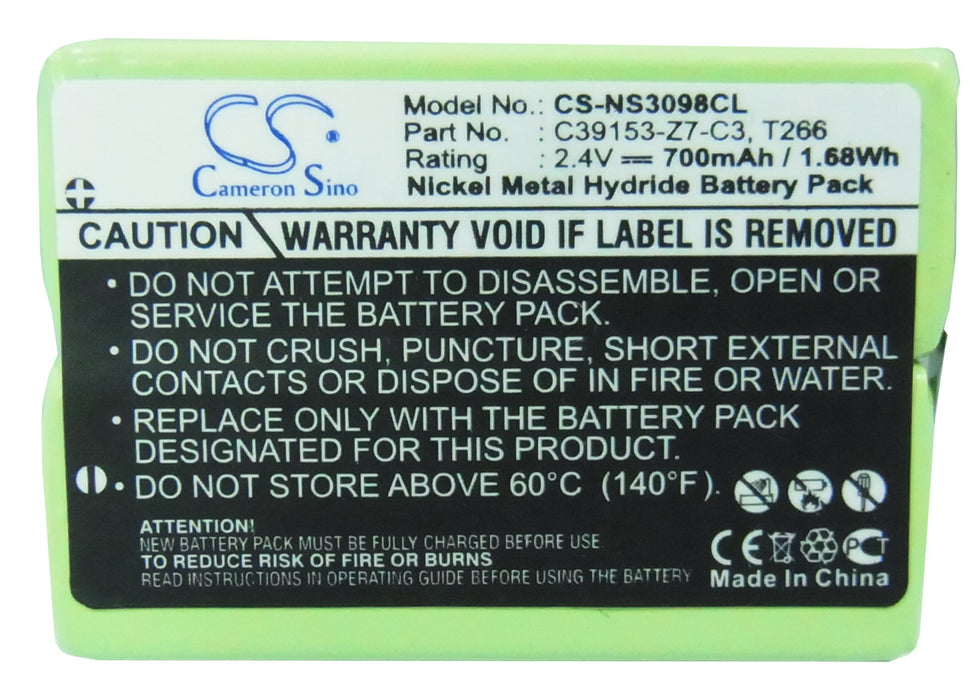 CS
Cameron Sino
Model No.: CS-NS3098CL
Part No. : C39153-Z7-C3, T266
Rating : 2.4V 700mAh / 1.68Wh
Nickel Metal Hydride Battery Pack
CAUTION WARRANTY VOID IF LABEL IS REMOVED
• DO NOT ATTEMPT TO DISASSEMBLE, OPEN OR
SERVICE THE BATTERY PACK.
• DO NOT CRUSH, PUNCTURE, SHORT EXTERNAL
CONTACTS OR DISPOSE OF IN FIRE OR WATER.
• REPLACE ONLY WITH THE BATTERY PACK
DESIGNATED FOR THIS PRODUCT.
• DO NOT STORE ABOVE 60°C (140°F).
ATTENTION!
NEW BATTERY PACK MUST BE FULLY CHARGED BEFORE USE
TO REDUCE RISK OF FIRE OR BURNS
READ INSTRUCTIONS IN OPERATING GUIDE BEFORE USING THE BATTERY
CE PCT
Made In China